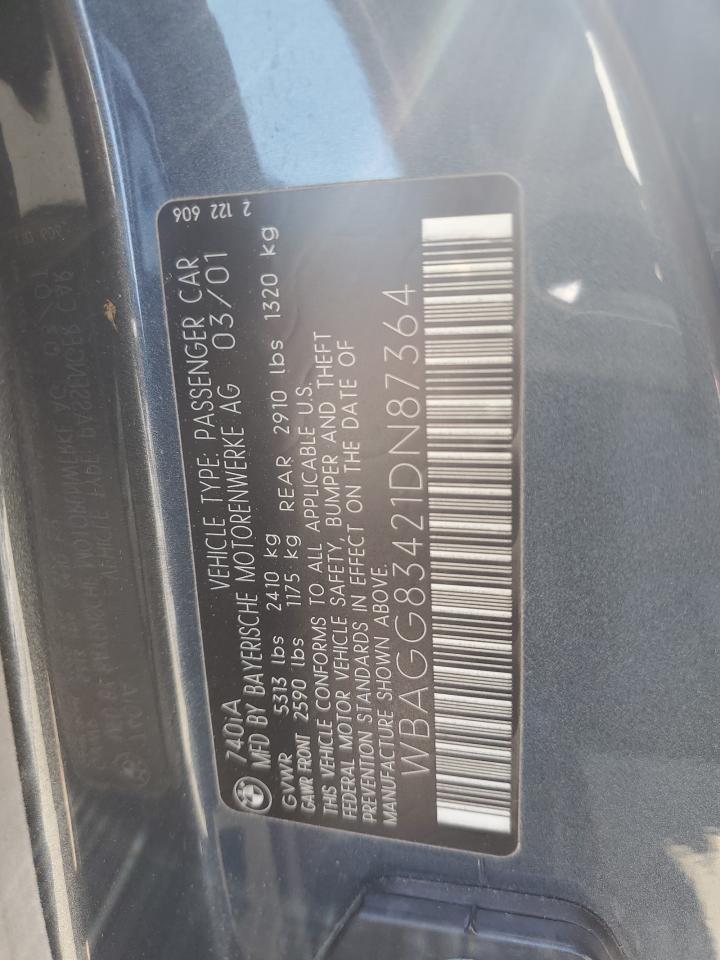 2 122 606
740iA VEHICLE TYPE: PASSENGER CAR
MFD BY BAYERISCHE MOTORENWERKE AG 03/01
GVWR 5313 lbs 2410 kg
GAWR FRONT 2590 lbs 1175 kg REAR 2910 lbs 1320 kg
THIS VEHICLE CONFORMS TO ALL APPLICABLE U.S.
FEDERAL MOTOR VEHICLE SAFETY, BUMPER AND THEFT
PREVENTION STANDARDS IN EFFECT ON THE DATE OF
MANUFACTURE SHOWN ABOVE.
WBAGG83421DN87364